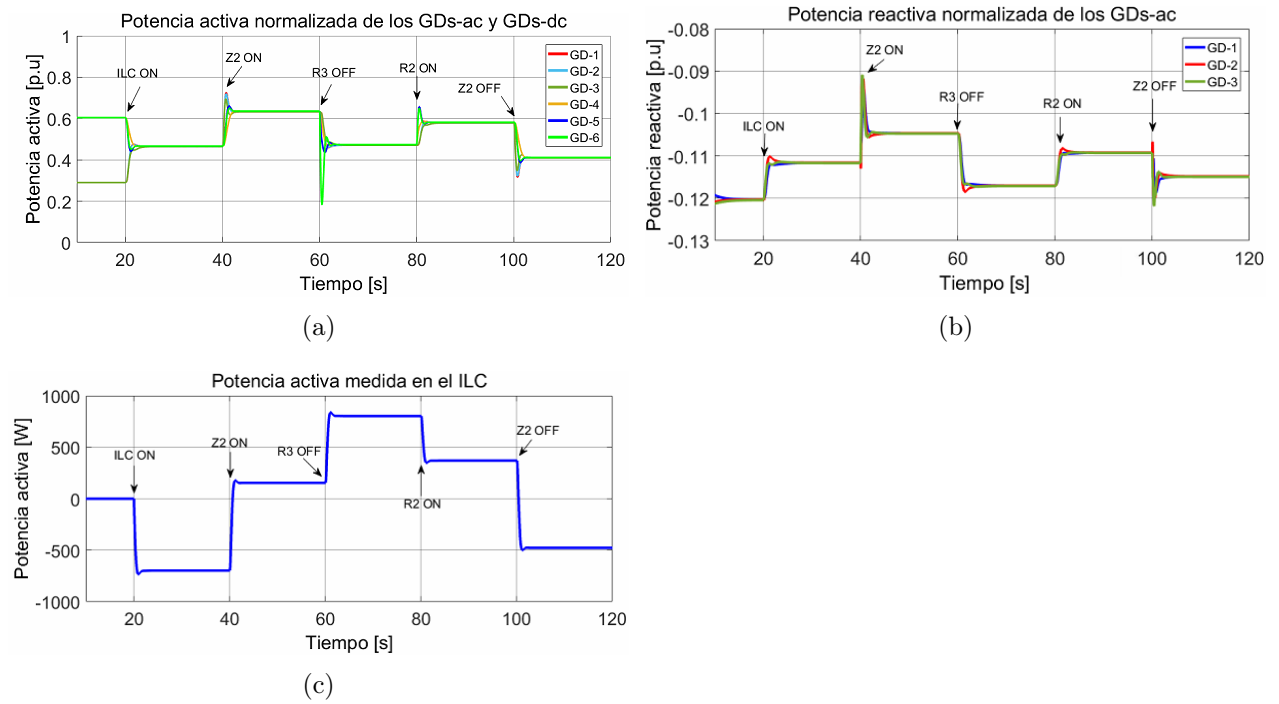 Potencia activa normalizada de los GDs-ac y GDs-dc
Potencia activa [p.u]
1
0.8
0.6
0.4
0.2
0
ILC ON
Z2 ON
R3 OFF
R2 ON
Z2 OFF
GD-1
GD-2
GD-3
GD-4
GD-5
GD-6
20
40
60
80
100
120
Tiempo [s]
(a)
Potencia reactiva normalizada de los GDs-ac
Potencia reactiva [p.u]
-0.08
-0.09
-0.1
-0.11
-0.12
-0.13
ILC ON
Z2 ON
R3 OFF
R2 ON
Z2 OFF
GD-1
GD-2
GD-3
20
40
60
80
100
120
Tiempo [s]
(b)
Potencia activa medida en el ILC
Potencia activa [W]
1000
500
0
-500
-1000
ILC ON
Z2 ON
R3 OFF
R2 ON
Z2 OFF
20
40
60
80
100
120
Tiempo [s]
(c)